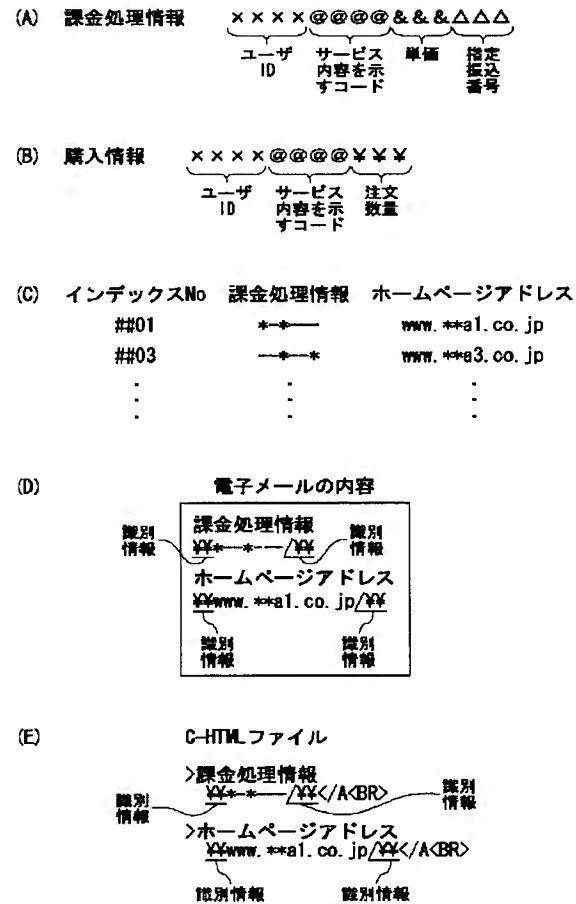 (A) 課金処理情報 ××××@@@@&&&△△△
ユーザ サービス 単価 指定
ID 内容を示 振込
すコード 番号
(B) 購入情報 ××××@@@@¥¥¥
ユーザ サービス 注文
ID 内容を示 数量
すコード
(C) インデックスNo 課金処理情報 ホームページアドレス
##01 *-*── www.**a1.co.jp
##03 ─*─* www.**a3.co.jp
(D) 電子メールの内容
課金処理情報
識別 識別
情報 ¥¥*──*---/¥¥ 情報
ホームページアドレス
¥¥www.**a1.co.jp/¥¥
識別 識別
情報 情報
(E) C-HTMLファイル
>課金処理情報
識別 ¥¥*-*──/¥¥</A<BR> 識別
情報 情報
>ホームページアドレス
¥¥www.**a1.co.jp/¥¥</A<BR>
識別情報 識別情報